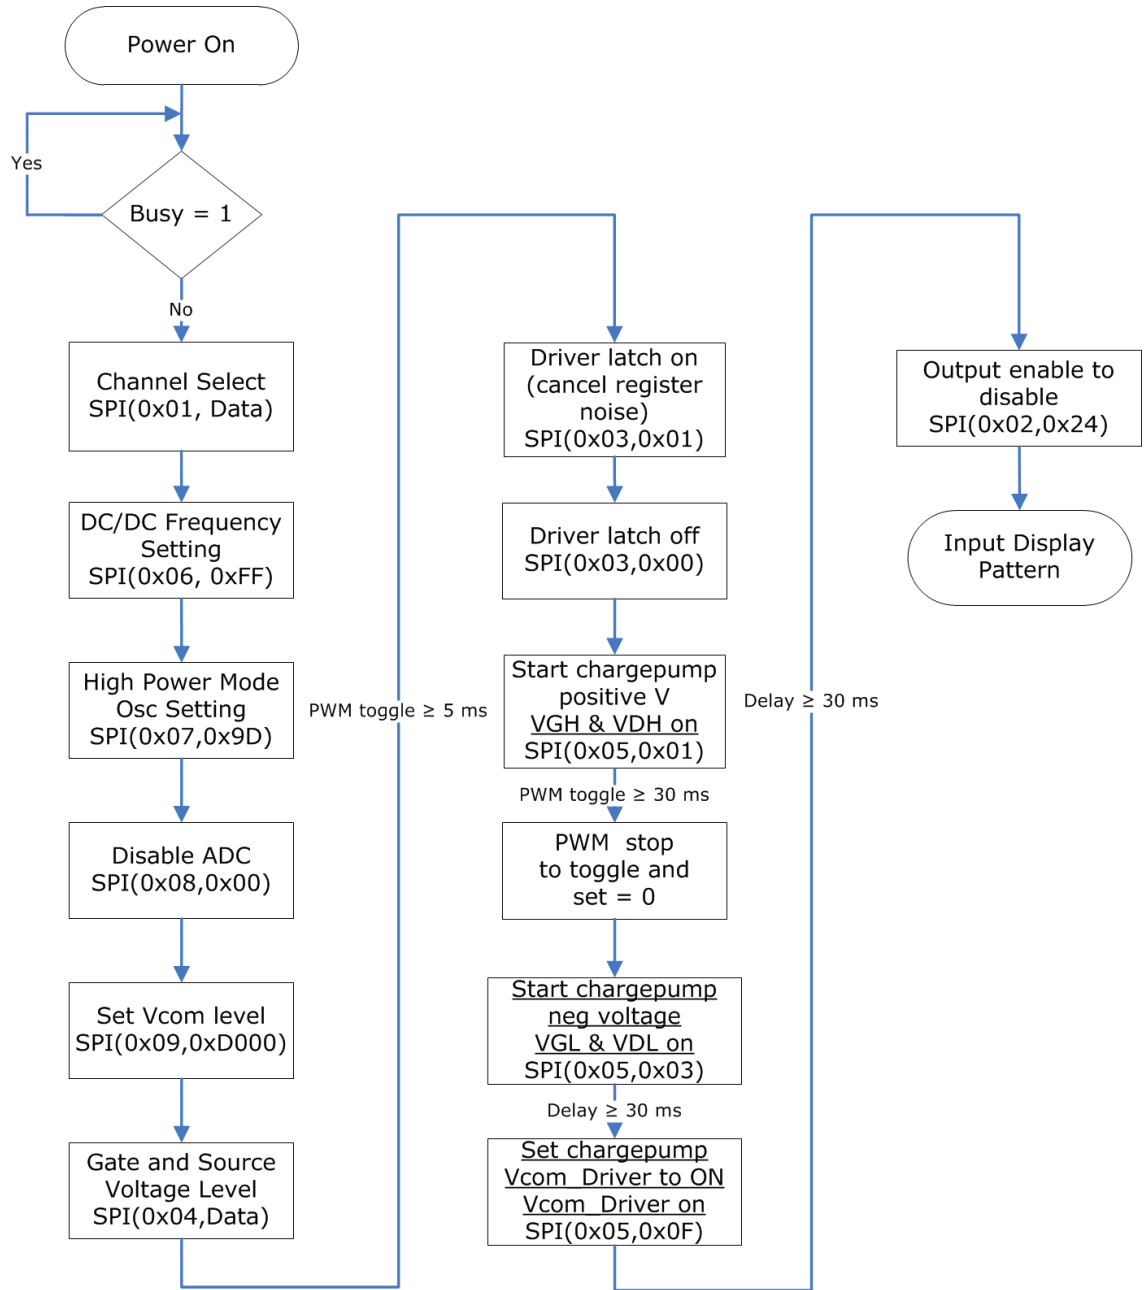 Power On
Yes
Busy = 1
No
Channel Select
SPI(0x01, Data)
DC/DC Frequency
Setting
SPI(0x06, 0xFF)
High Power Mode
Osc Setting
SPI(0x07,0x9D)
Disable ADC
SPI(0x08,0x00)
Set Vcom level
SPI(0x09,0xD000)
Gate and Source
Voltage Level
SPI(0x04,Data)
PWM toggle ≥ 5 ms
Driver latch on
(cancel register
noise)
SPI(0x03,0x01)
Driver latch off
SPI(0x03,0x00)
Start chargepump
positive V
VGH & VDH on
SPI(0x05,0x01)
PWM toggle ≥ 30 ms
PWM  stop
to toggle and
set = 0
Start chargepump
neg voltage
VGL & VDL on
SPI(0x05,0x03)
Delay ≥ 30 ms
Set chargepump
Vcom_Driver to ON
Vcom_Driver on
SPI(0x05,0x0F)
Delay ≥ 30 ms
Output enable to
disable
SPI(0x02,0x24)
Input Display
Pattern